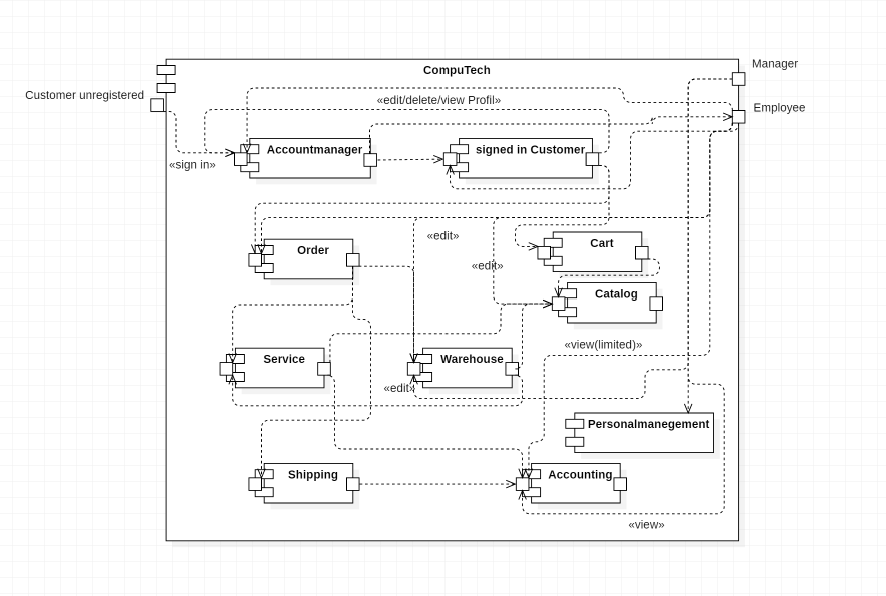 Manager
CompuTech
Customer unregistered
«edit/delete/view Profil»
Employee
Accountmanager
signed in Customer
«sign in»
«edit»
Order
Cart
«edit»
Catalog
«view(limited)»
Service
Warehouse
«edit»
Personalmanegement
Shipping
Accounting
«view»